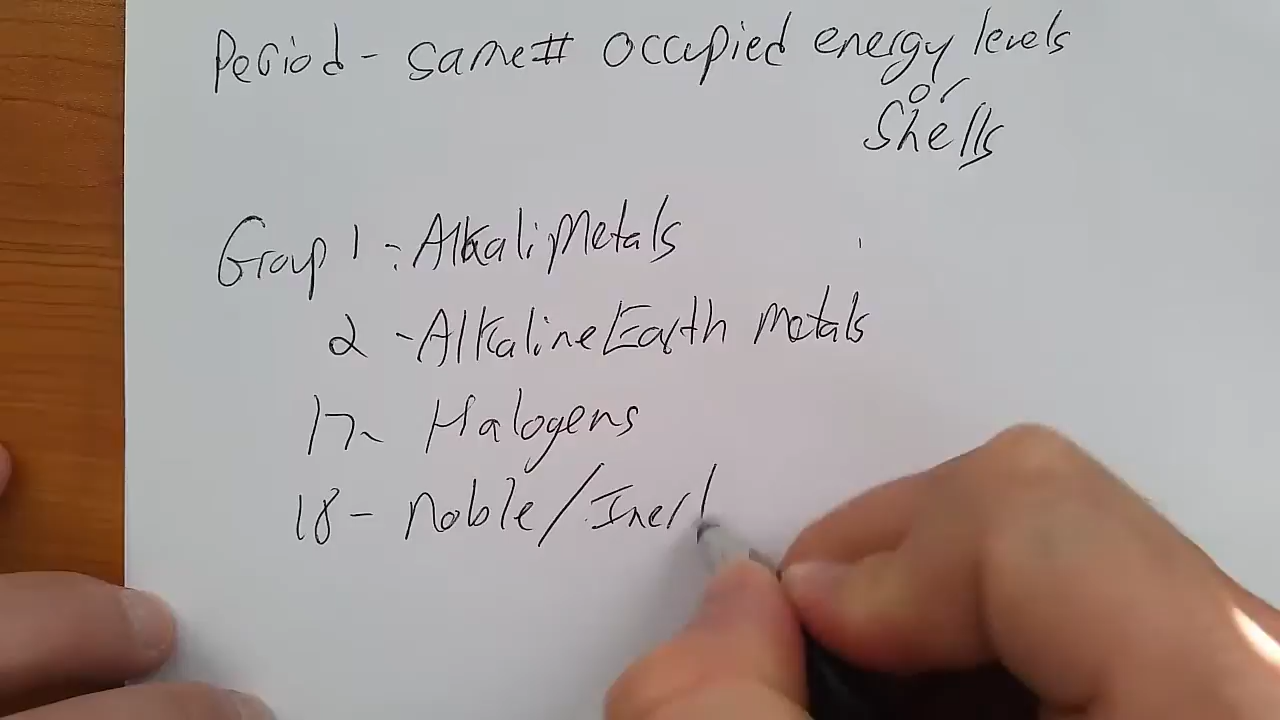 Period - same # occupied energy levels
or
Shells
Group 1 : Alkali Metals
2 - Alkaline Earth Metals
17 - Halogens
18 - Noble / Inert